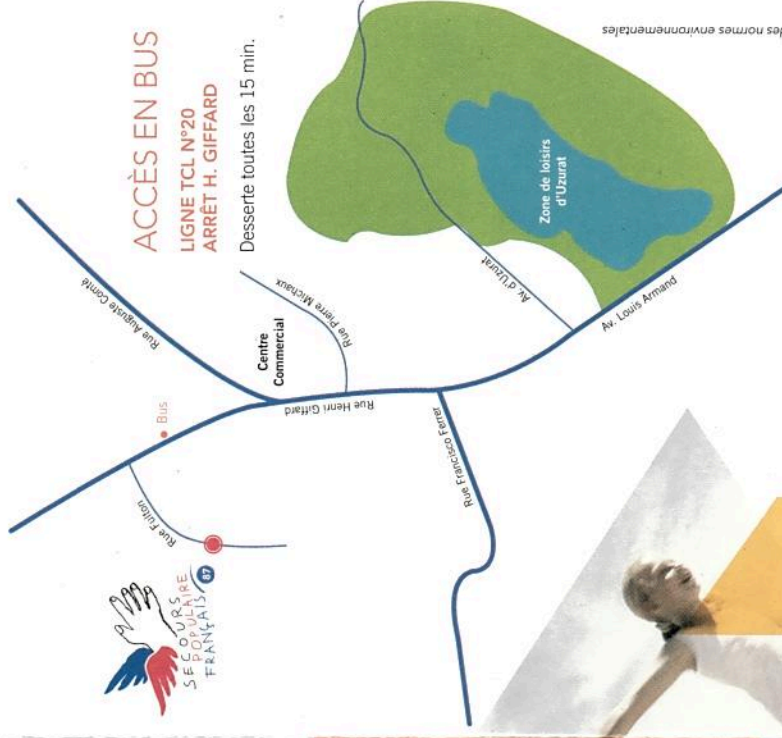 ACCÈS EN BUS
LIGNE TCL N°20
ARRÊT H. GIFFARD
Desserte toutes les 15 min.
des normes environnementales
Rue Auguste Comté
Bus
Centre
Commercial
Rue Pierre Michaux
Rue Henri Giffard
Rue Fulton
Rue Francisco Ferrer
Av. d'Uzurat
Zone de loisirs
d'Uzurat
Av. Louis Armand
SECOURS
POPULAIRE
FRANÇAIS
87